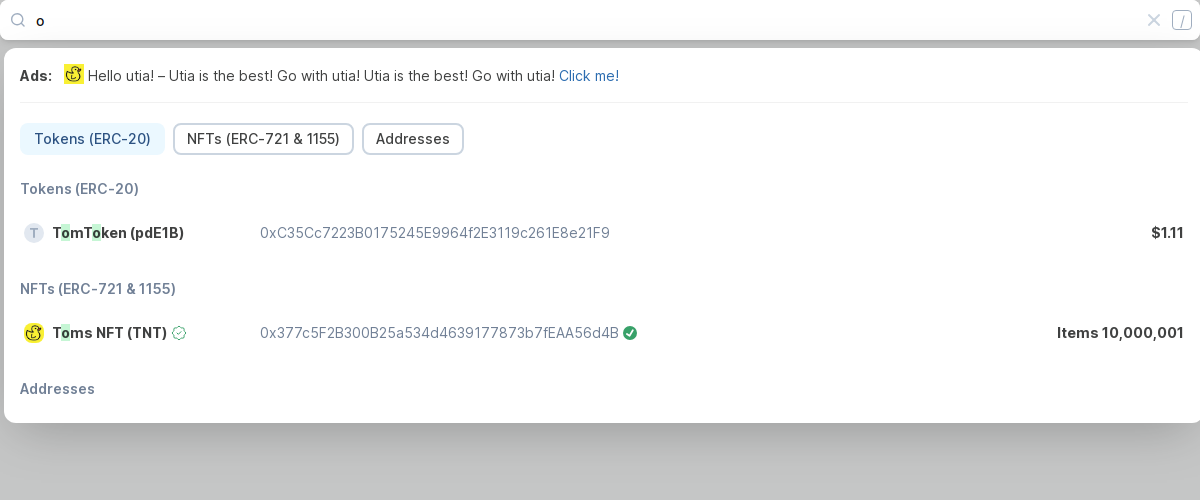 o
/
Ads: Hello utia! – Utia is the best! Go with utia! Utia is the best! Go with utia! Click me!
Tokens (ERC-20) NFTs (ERC-721 & 1155) Addresses
Tokens (ERC-20)
T TomToken (pdE1B) 0xC35Cc7223B0175245E9964f2E3119c261E8e21F9 $1.11
NFTs (ERC-721 & 1155)
Toms NFT (TNT) 0x377c5F2B300B25a534d4639177873b7fEAA56d4B Items 10,000,001
Addresses